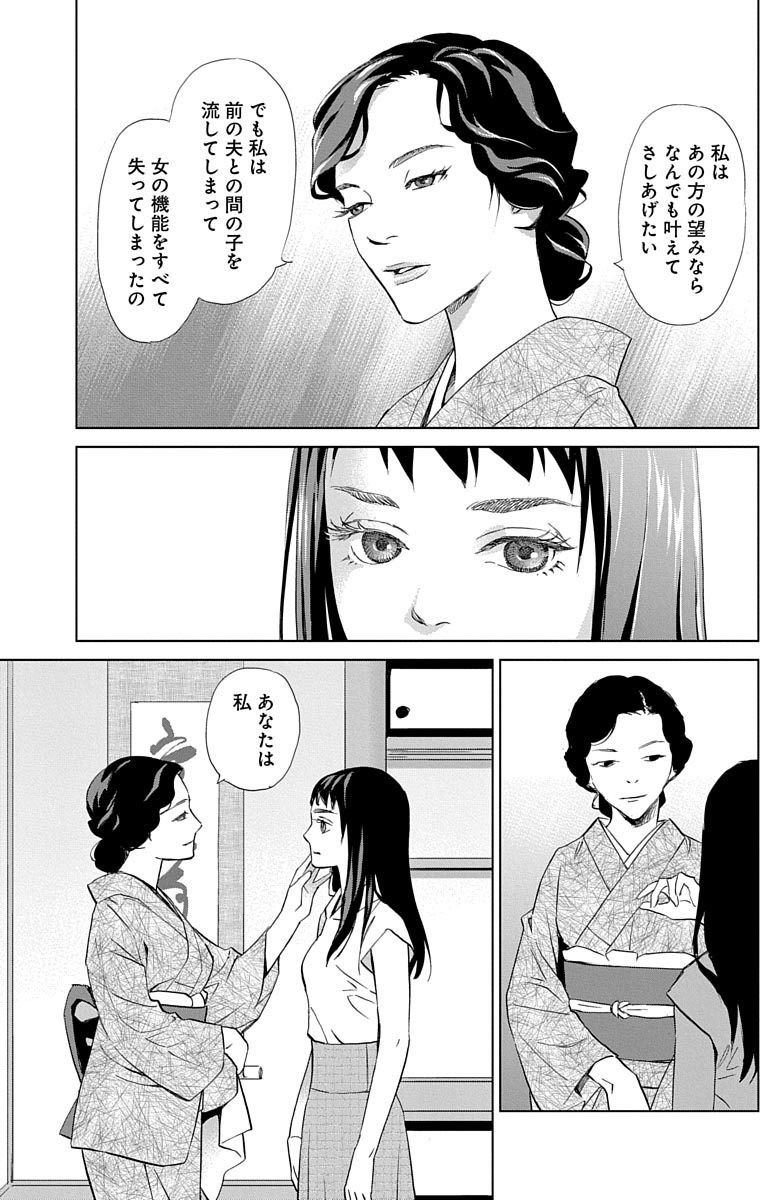 私は
あの方の望みなら
なんでも叶えて
さしあげたい
でも私は
前の夫との間の子を
流してしまって
女の機能をすべて
失ってしまったの
あなたは
私